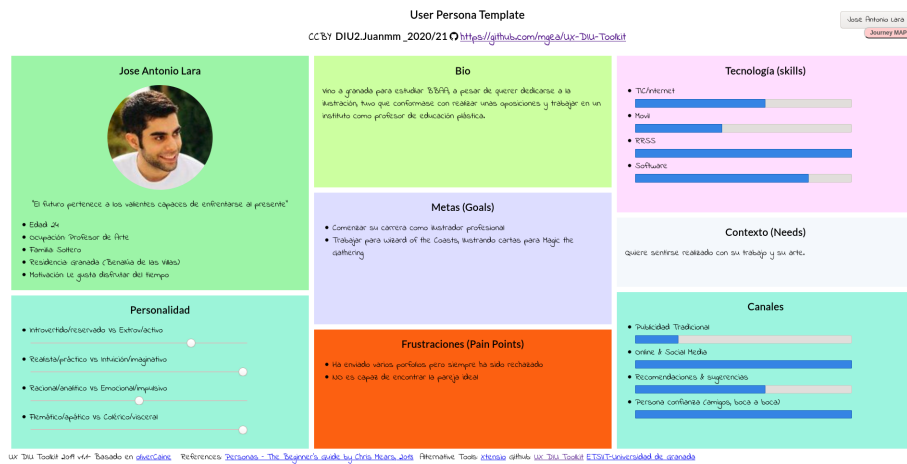 User Persona Template
CCBY DIU2.Juanmm _2020/21 https://github.com/mgea/UX-DIU-Toolkit
Jose Antonio Lara
Journey MAP
Jose Antonio Lara
"El futuro pertenece a los valientes capaces de enfrentarse al presente"
Edad: 24
Ocupación: Profesor de Arte
Familia: Soltero
Residencia: Granada (Benalúa de las Villas)
Motivación: Le gusta disfrutar del tiempo
Personalidad
Introvertido/reservado Vs Extrov/activo
Realista/práctico Vs Intuición/imaginativo
Racional/analítico Vs Emocional/impulsivo
Flemático/apático Vs Colérico/visceral
Bio
Vino a granada para estudiar BBAA, a pesar de querer dedicarse a la
ilustración, tuvo que conformase con realizar unas oposiciones y trabajar en un
instituto como profesor de educación plástica.
Metas (Goals)
Comenzar su carrera como ilustrador profesional
Trabajar para Wizard of the Coasts, ilustrando cartas para Magic the
Gathering
Frustraciones (Pain Points)
Ha enviado varios porfolios pero siempre ha sido rechazado
NO es capaz de encontrar la pareja ideal
Tecnología (skills)
TIC/Internet
Movil
RRSS
Software
Contexto (Needs)
Quiere sentirse realizado con su trabajo y su arte.
Canales
Publicidad Tradicional
Online & Social Media
Recomendaciones & sugerencias
Persona confianza (amigos, boca a boca)
UX DIU Toolkit 2019 v1.1- Basado en oliverCaine References: Personas - The Beginner's Guide by Chris Mears, 2013 Alternative Tools: Xtensio Github: UX DIU Toolkit ETSIIT-Universidad de Granada